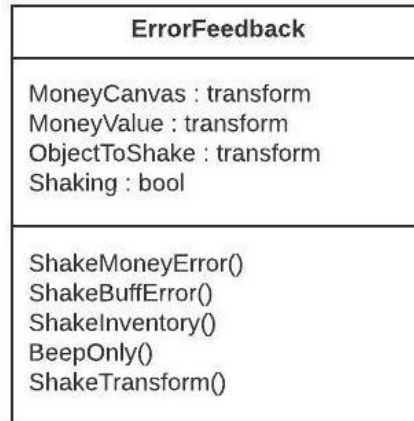 ErrorFeedback
MoneyCanvas : transform
MoneyValue : transform
ObjectToShake : transform
Shaking : bool
ShakeMoneyError()
ShakeBuffError()
ShakeInventory()
BeepOnly()
ShakeTransform()